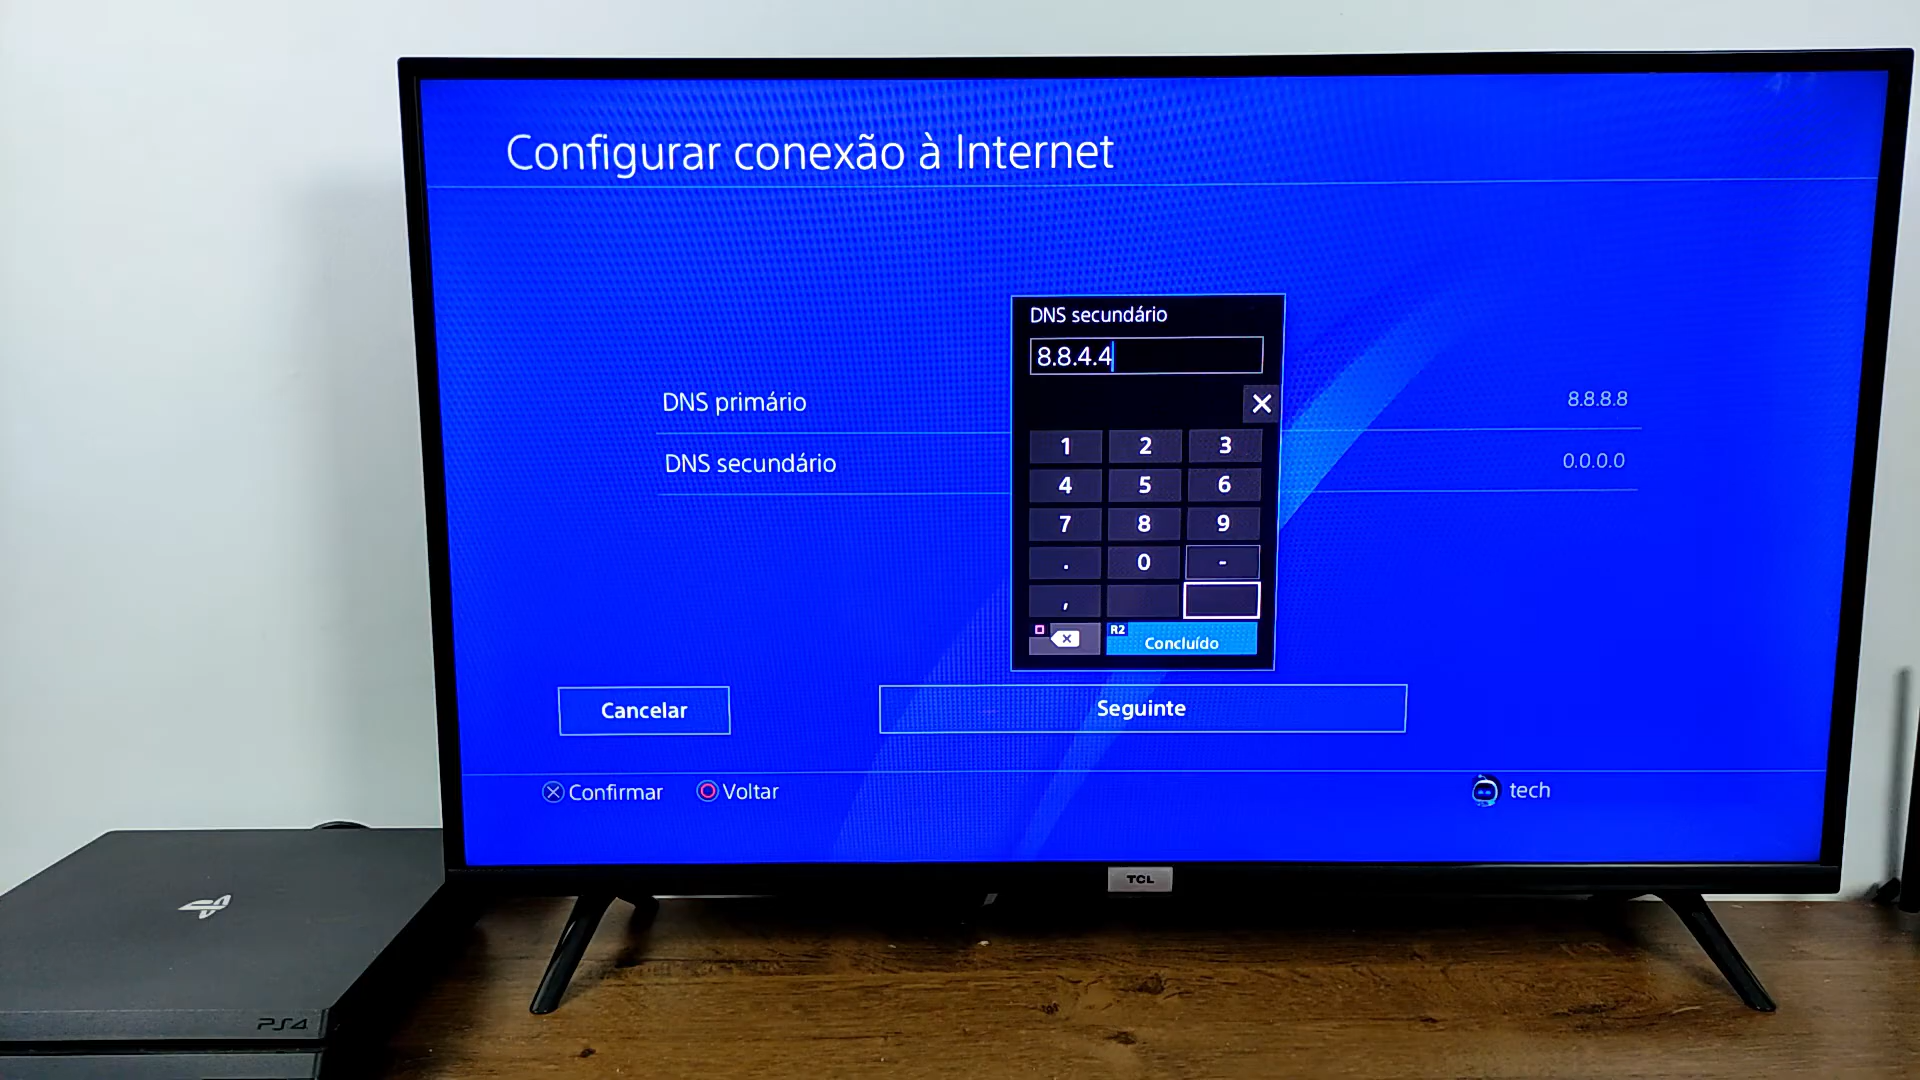 Configurar conexão à Internet
DNS secundário
8.8.4.4
DNS primário
8.8.8.8
DNS secundário
0.0.0.0
1 2 3
4 5 6
7 8 9
. 0 -
,
R2 Concluído
Cancelar
Seguinte
Confirmar
Voltar
tech
TCL
PS4